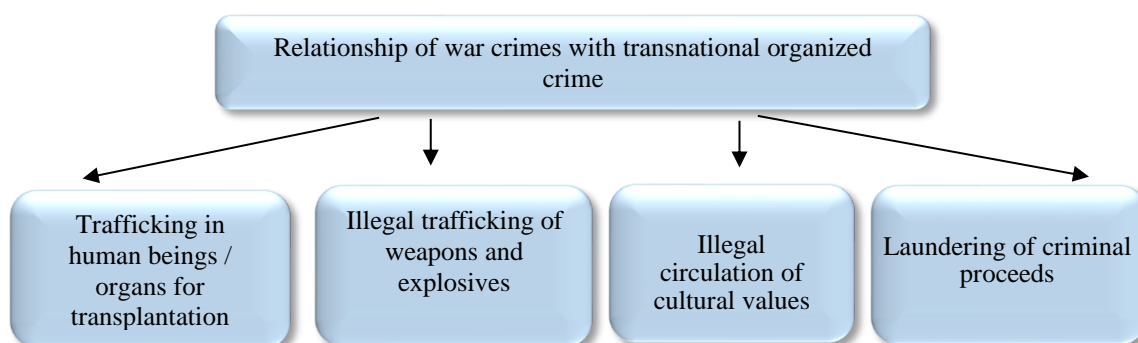 Relationship of war crimes with transnational organized
crime
Trafficking in
human beings /
organs for
transplantation
Illegal trafficking of
weapons and
explosives
Illegal
circulation of
cultural values
Laundering of criminal
proceeds